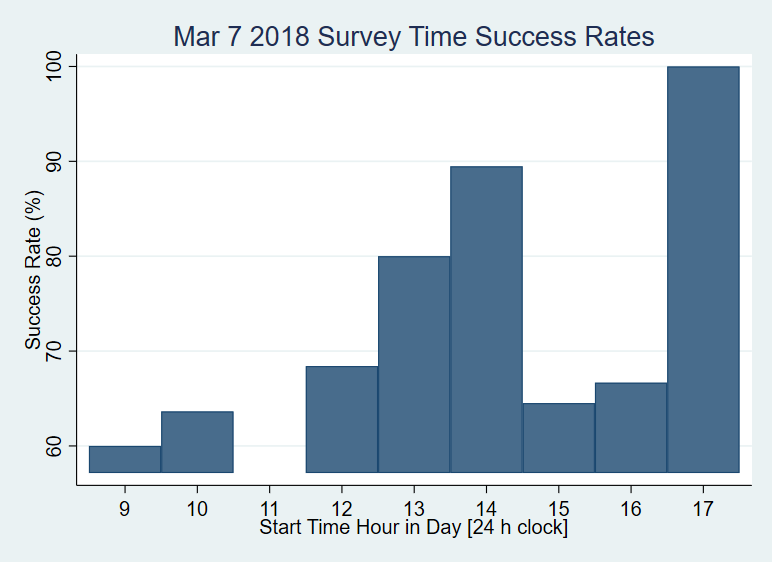 Mar 7 2018 Survey Time Success Rates
Success Rate (%)
100
90
80
70
60
9 10 11 12 13 14 15 16 17
Start Time Hour in Day [24 h clock]